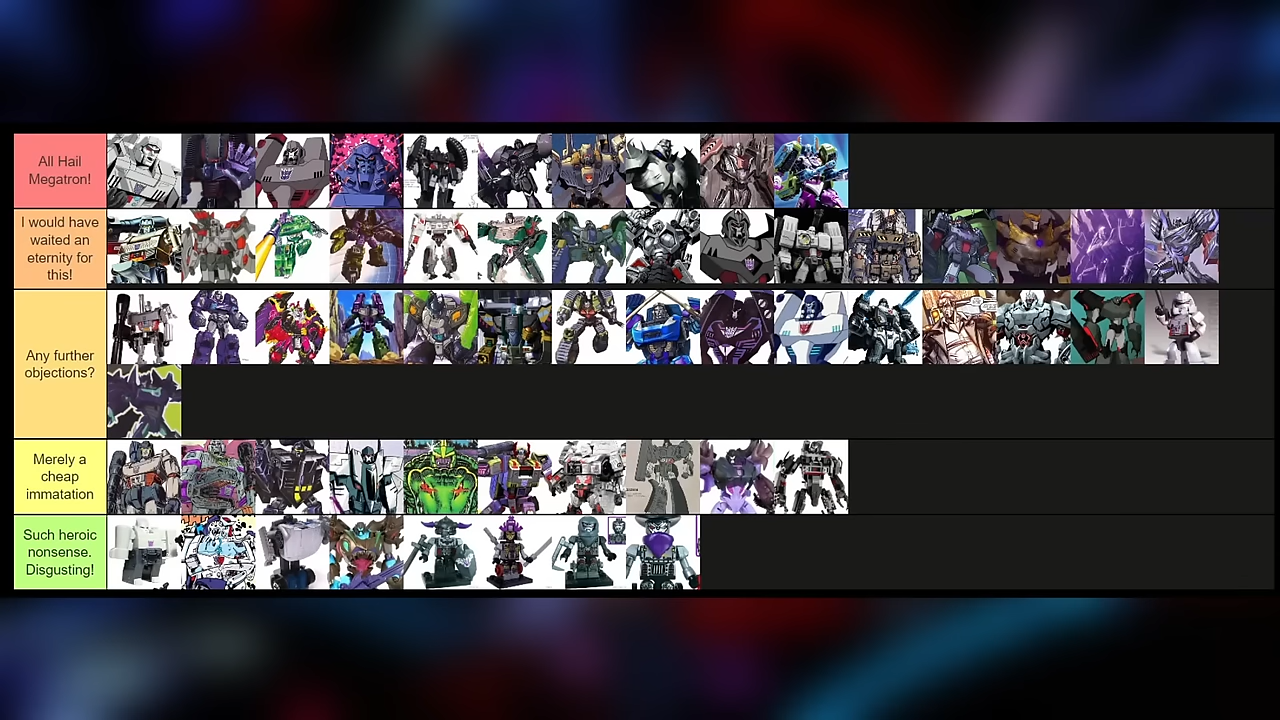 All Hail
Megatron!
I would have
waited an
eternity for
this!
Any further
objections?
Merely a
cheap
immatation
Such heroic
nonsense.
Disgusting!